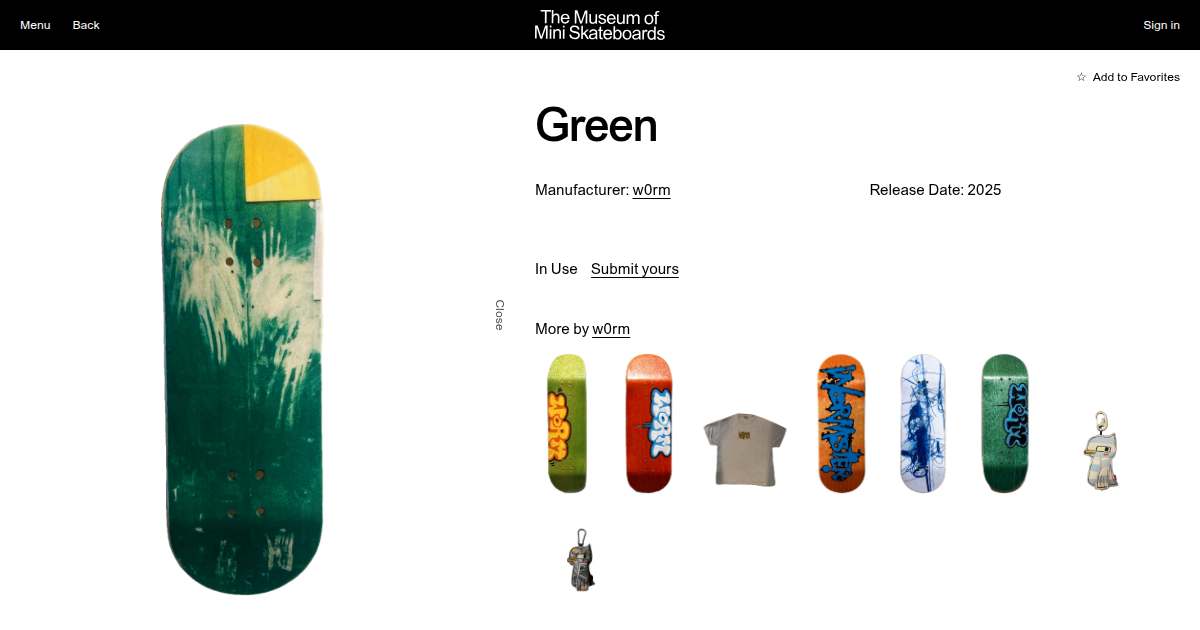 Menu
Back
The Museum of
Mini Skateboards
Sign in
☆ Add to Favorites
Green
Manufacturer: w0rm
Release Date: 2025
In Use
Submit yours
Close
More by w0rm